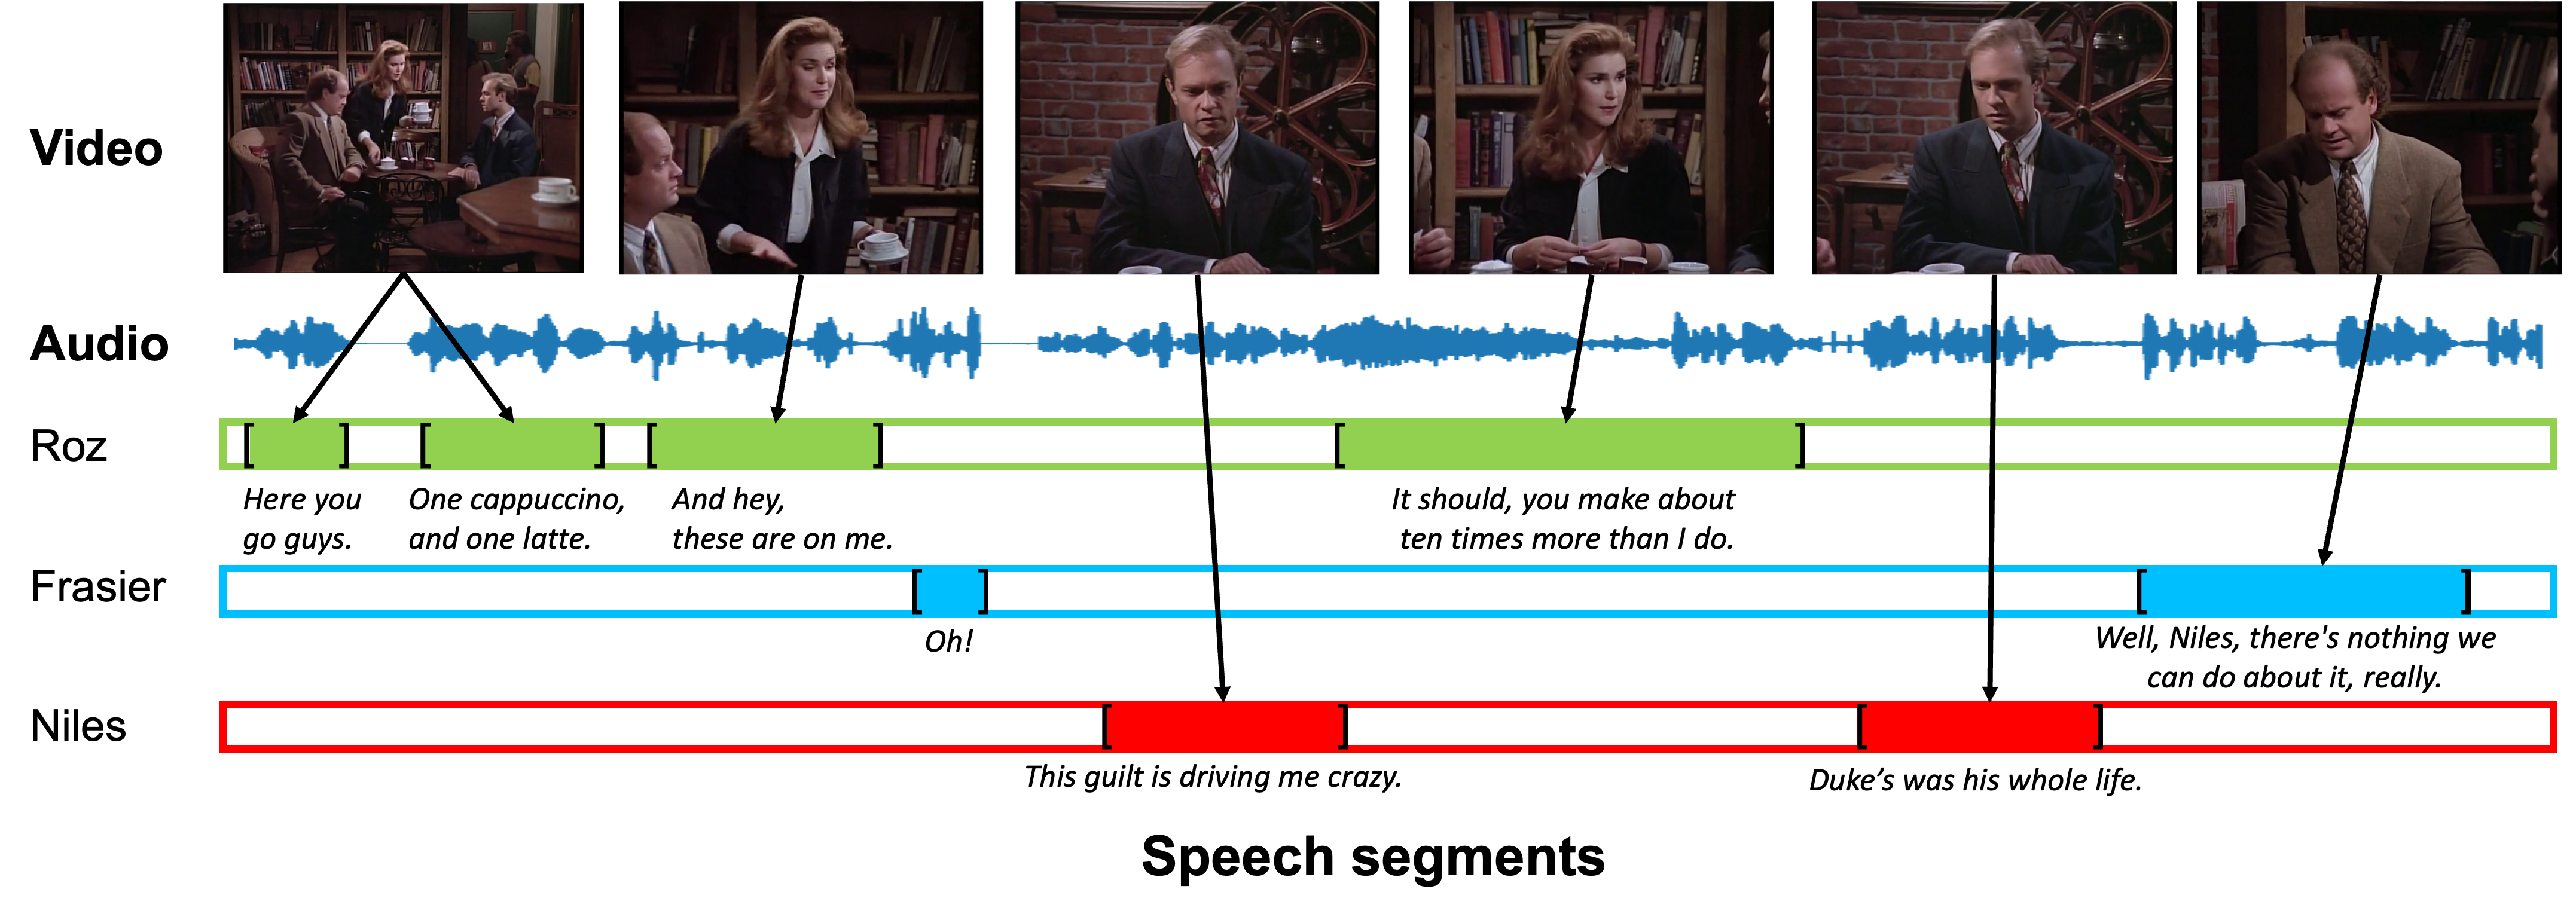 Video
Audio
Roz
Here you
go guys.
One cappuccino,
and one latte.
And hey,
these are on me.
It should, you make about
ten times more than I do.
Frasier
Oh!
Well, Niles, there's nothing we
can do about it, really.
Niles
This guilt is driving me crazy.
Duke’s was his whole life.
Speech segments